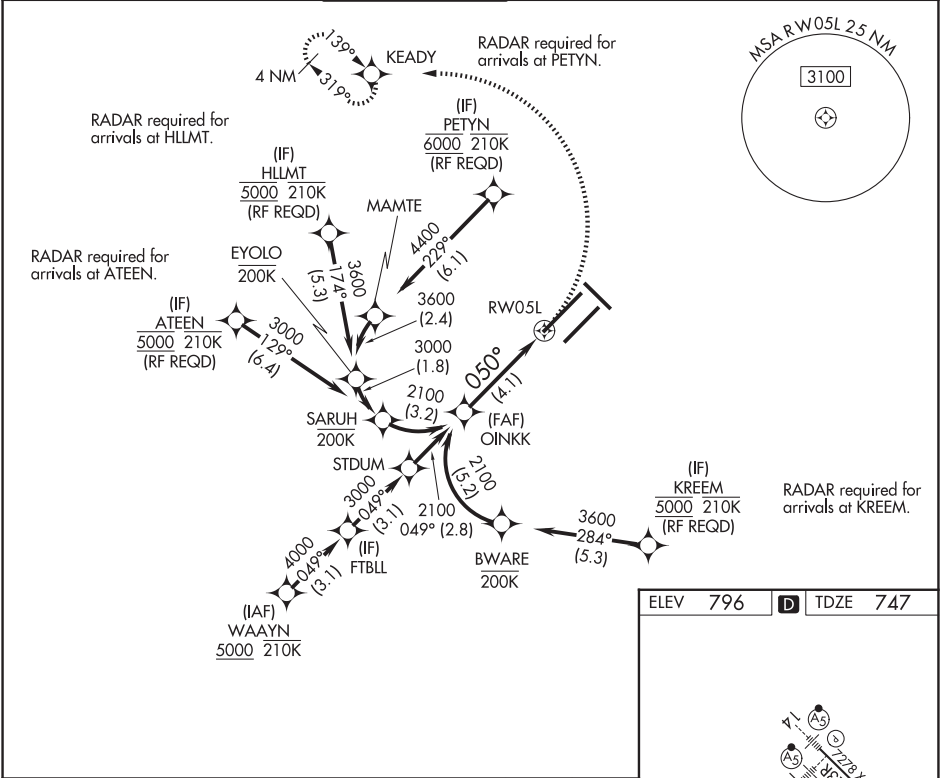 139°
KEADY
4 NM
319°
RADAR required for
arrivals at PETYN.
MSA RW05L 25 NM
3100
RADAR required for
arrivals at HLLMT.
(IF)
PETYN
6000 210K
(RF REQD)
(IF)
HLLMT
5000 210K
(RF REQD)
MAMTE
4400
229°
(6.1)
RADAR required for
arrivals at ATEEN.
EYOLO
200K
3600
174°
(5.3)
3600
(2.4)
RW05L
(IF)
ATEEN
5000 210K
(RF REQD)
3000
129°
(6.4)
3000
(1.8)
050°
(4.1)
2100
(3.2)
SARUH
200K
(FAF)
OINKK
STDUM
2100
(5.2)
3000
049°
(3.1)
2100
049° (2.8)
(IF)
KREEM
5000 210K
(RF REQD)
RADAR required for
arrivals at KREEM.
3600
284°
(5.3)
(IF)
FTBLL
BWARE
200K
4000
049°
(3.1)
(IAF)
WAAYN
5000 210K
ELEV 796 D TDZE 747
14
A5
P
A5
7278 X